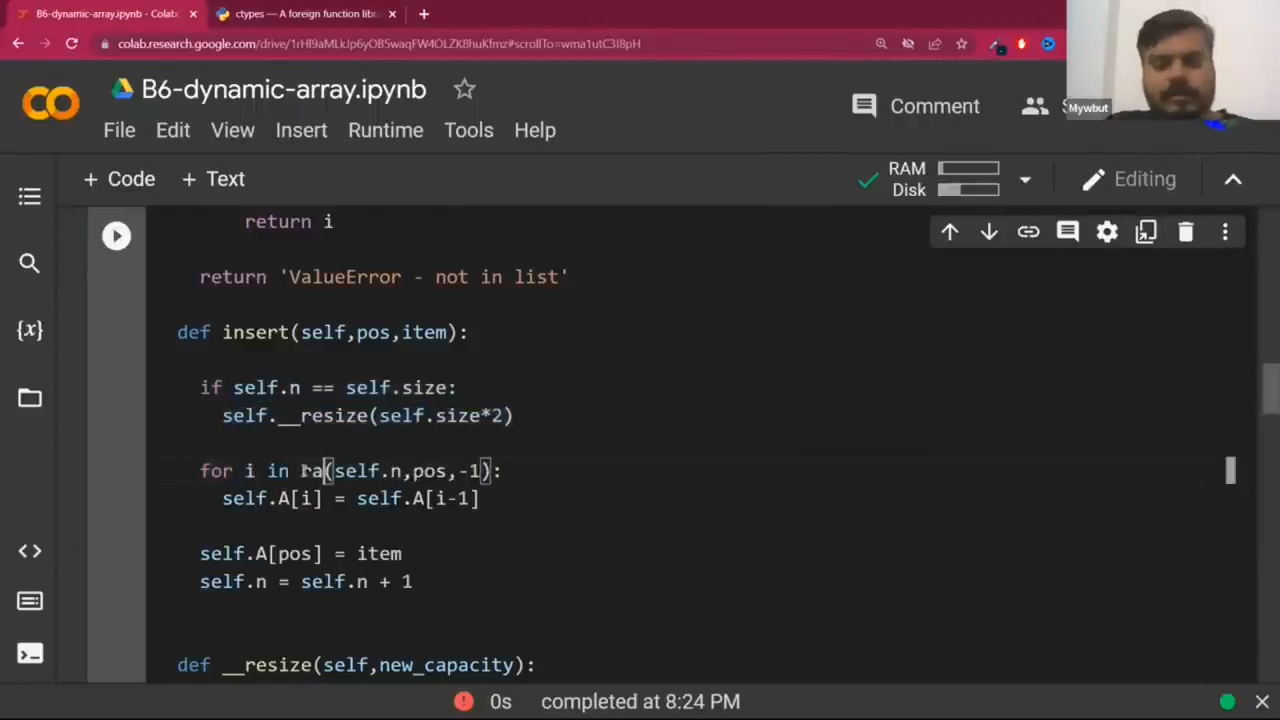 B6-dynamic-array.ipynb - Colab
ctypes — A foreign function libr
colab.research.google.com/drive/1rHl9aMLkJp6yOB5waqFW4OLZK8huKfmz#scrollTo=wma1utC3I8pH
Mywbut
B6-dynamic-array.ipynb
Comment
File Edit View Insert Runtime Tools Help
+ Code + Text
RAM
Disk
Editing
return i
return 'ValueError - not in list'
def insert(self,pos,item):
if self.n == self.size:
self.__resize(self.size*2)
for i in ra(self.n,pos,-1):
self.A[i] = self.A[i-1]
self.A[pos] = item
self.n = self.n + 1
def __resize(self,new_capacity):
0s completed at 8:24 PM